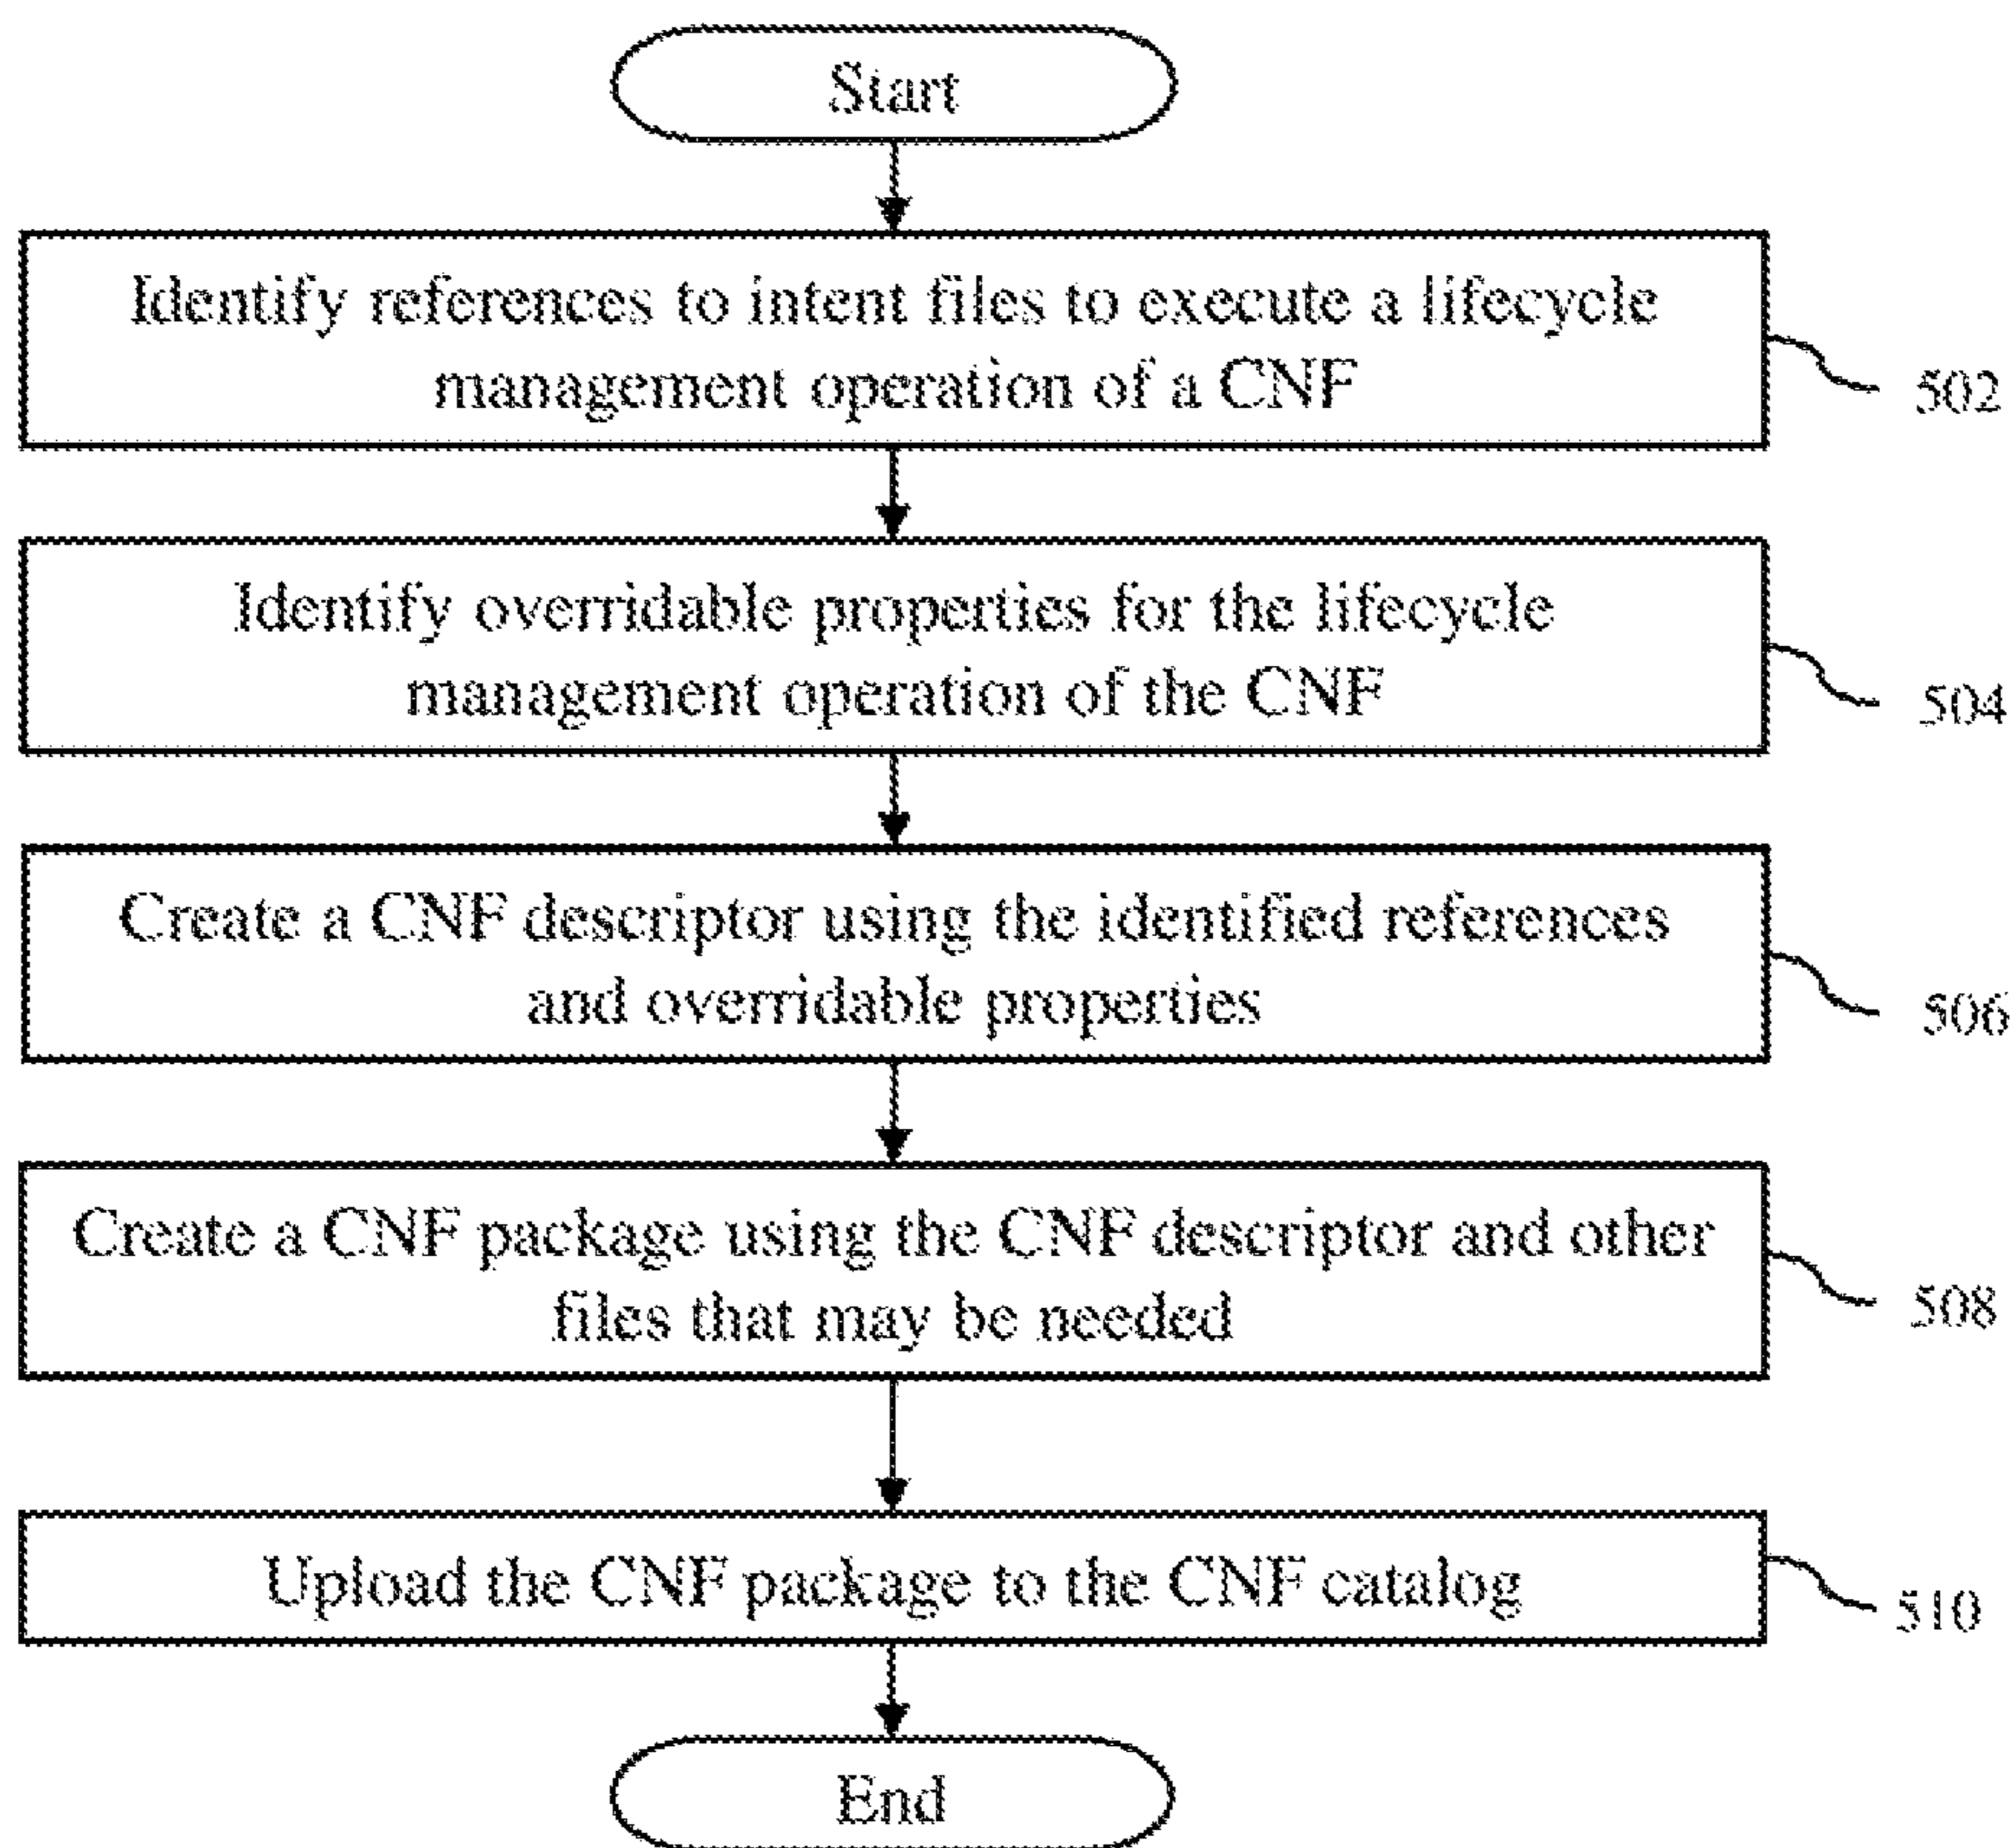 Start
Identify references to intent files to execute a lifecycle
management operation of a CNF
502
Identify overridable properties for the lifecycle
management operation of the CNF
504
Create a CNF descriptor using the identified references
and overridable properties
506
Create a CNF package using the CNF descriptor and other
files that may be needed
508
Upload the CNF package to the CNF catalog
510
End